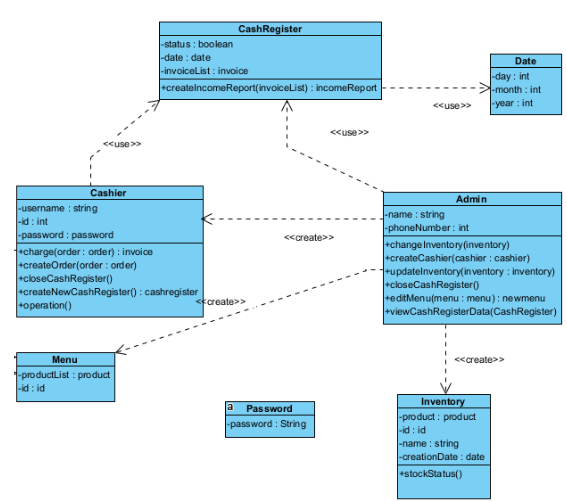 CashRegister
-status : boolean
-date : date
-invoiceList : invoice
+createIncomeReport(invoiceList) : incomeReport
Date
-day : int
-month : int
-year : int
<<use>>
<<use>>
<<use>>
Cashier
-username : string
-id : int
-password : password
+charge(order : order) : invoice
+createOrder(order : order)
+closeCashRegister()
+createNewCashRegister() : cashregister
+operation()
Admin
-name : string
-phoneNumber : int
+changeInventory(inventory)
+createCashier(cashier : cashier)
+updateInventory(inventory : inventory)
+closeCashRegister()
+editMenu(menu : menu) : newmenu
+viewCashRegisterData(CashRegister)
<<create>>
<<create>>
<<create>>
Menu
-productList : product
-id : id
a
Password
-password : String
Inventory
-product : product
-id : id
-name : string
-creationDate : date
+stockStatus()